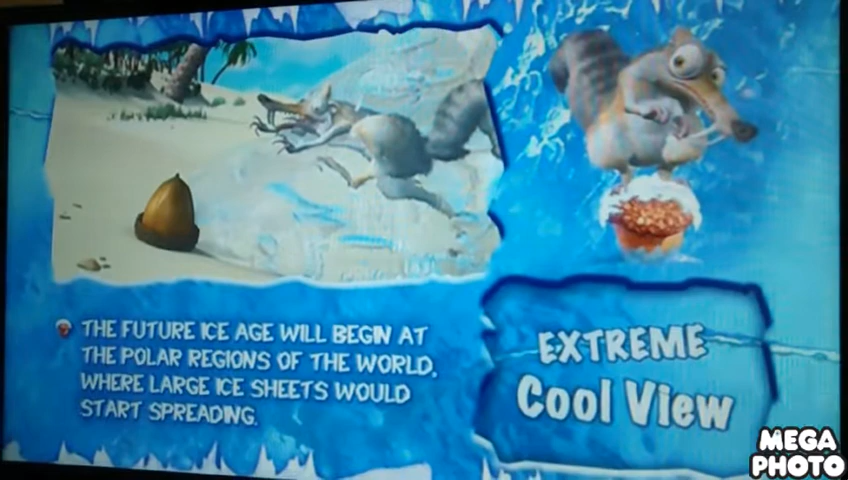 THE FUTURE ICE AGE WILL BEGIN AT
THE POLAR REGIONS OF THE WORLD,
WHERE LARGE ICE SHEETS WOULD
START SPREADING.
EXTREME
Cool View
MEGA
PHOTO